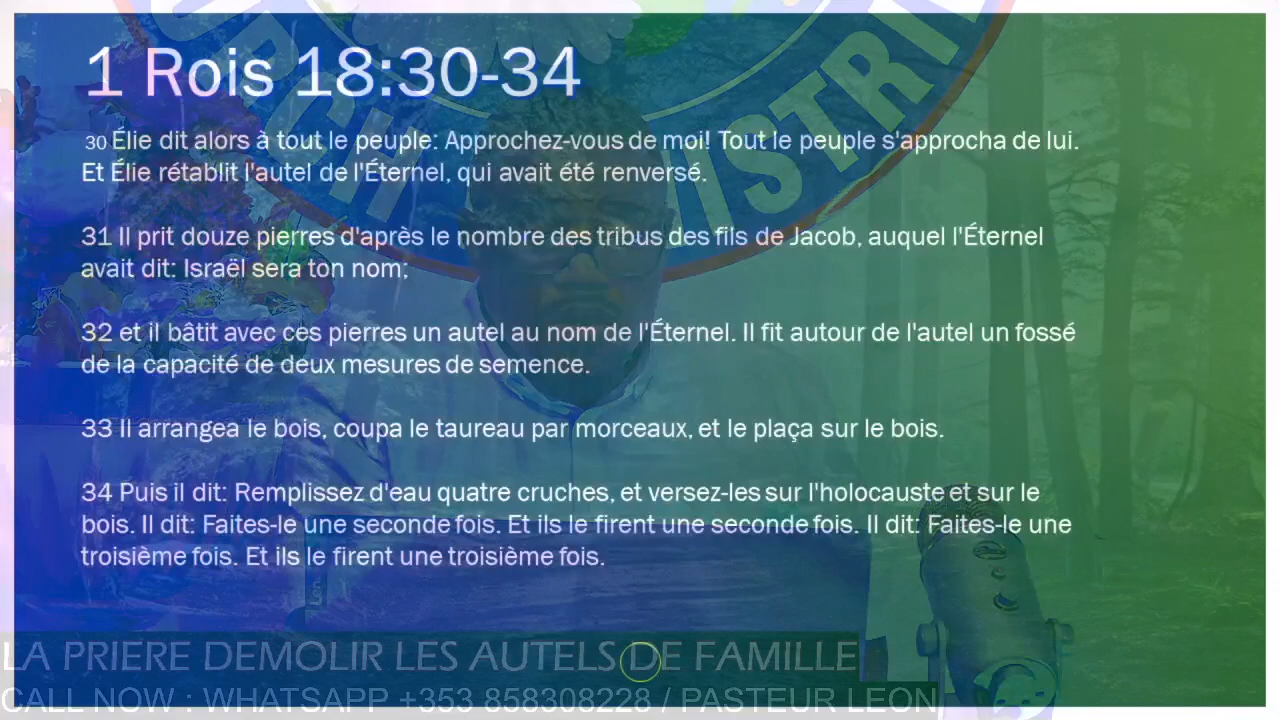 1 Rois 18:30-34
30 Élie dit alors à tout le peuple: Approchez-vous de moi! Tout le peuple s'approcha de lui.
Et Élie rétablit l'autel de l'Éternel, qui avait été renversé.
31 Il prit douze pierres d'après le nombre des tribus des fils de Jacob, auquel l'Éternel
avait dit: Israël sera ton nom;
32 et il bâtit avec ces pierres un autel au nom de l'Éternel. Il fit autour de l'autel un fossé
de la capacité de deux mesures de semence.
33 Il arrangea le bois, coupa le taureau par morceaux, et le plaça sur le bois.
34 Puis il dit: Remplissez d'eau quatre cruches, et versez-les sur l'holocauste et sur le
bois. Il dit: Faites-le une seconde fois. Et ils le firent une seconde fois. Il dit: Faites-le une
troisième fois. Et ils le firent une troisième fois.
LA PRIERE DEMOLIR LES AUTELS DE FAMILLE
CALL NOW : WHATSAPP +353 858308228 / PASTEUR LEON